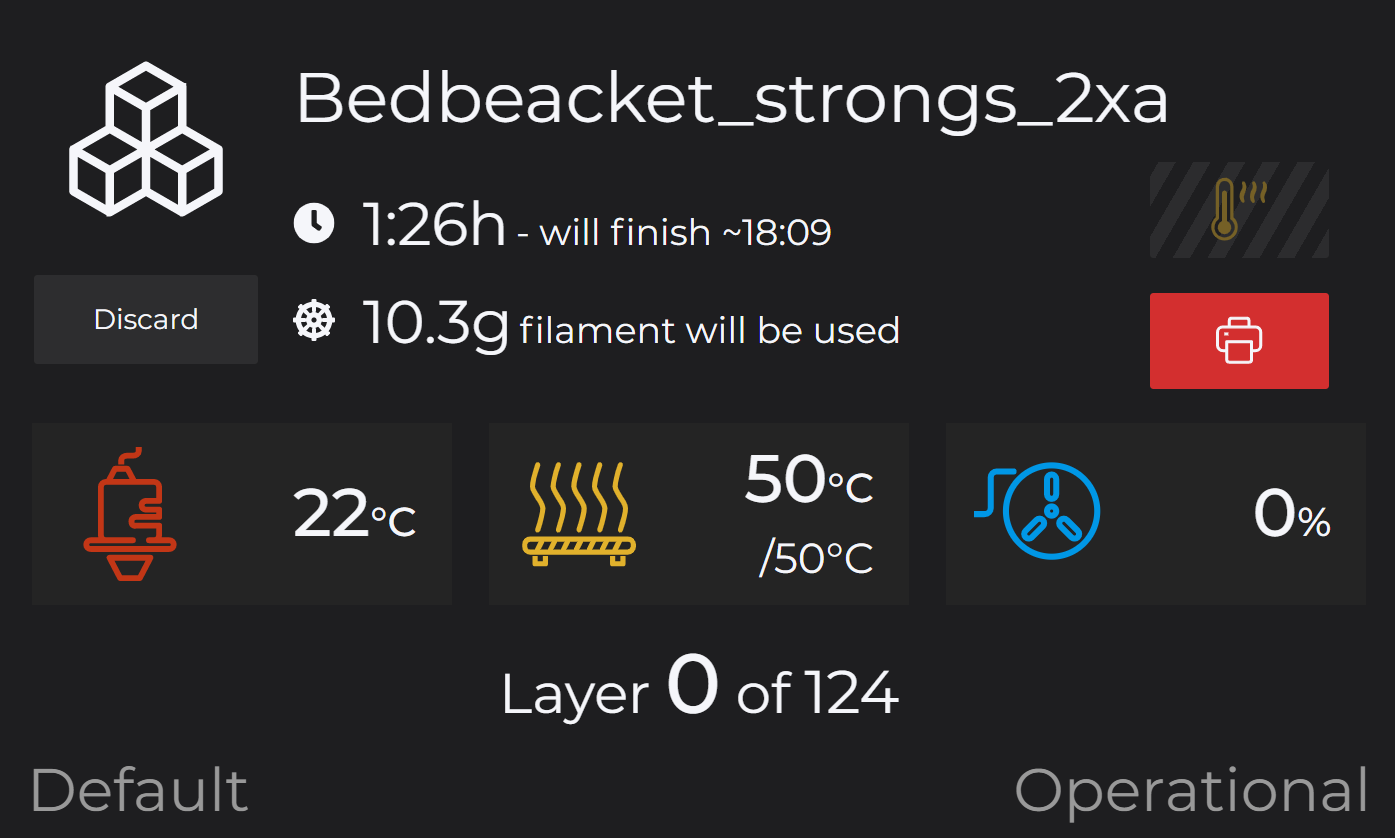 Bedbeacket_strongs_2xa
1:26h - will finish ~18:09
Discard
10.3g filament will be used
22°C
50°C
/50°C
0%
Layer 0 of 124
Default
Operational